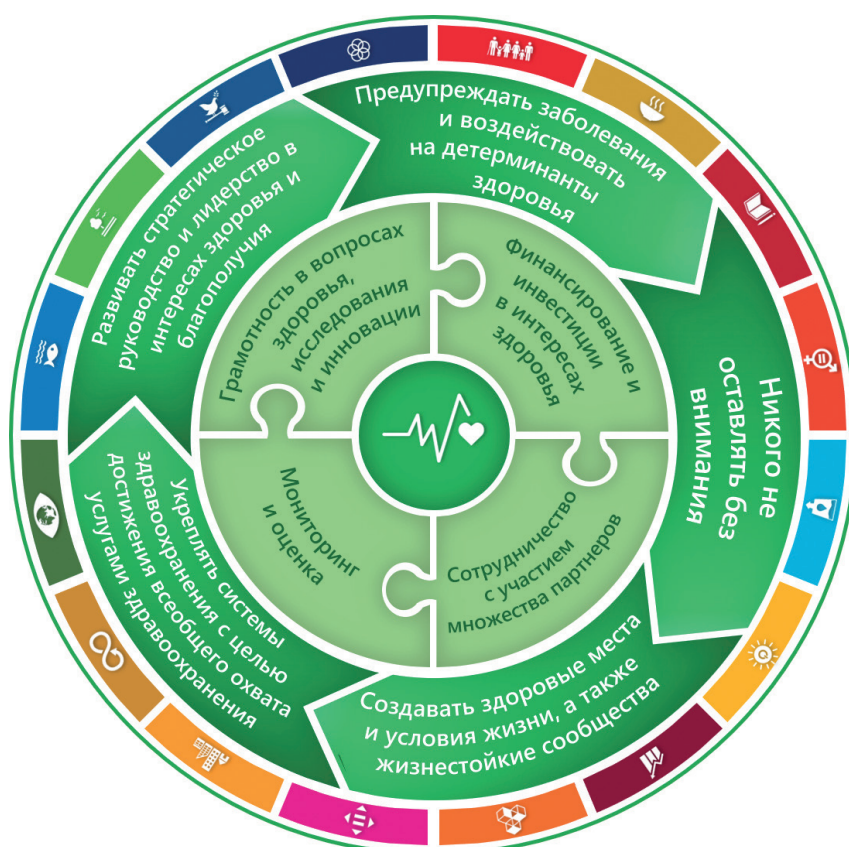 Предупреждать заболевания
и воздействовать
на детерминанты
здоровья
Никого не
оставлять без
внимания
Создавать здоровые места
и условия жизни, а также
жизнестойкие сообщества
Укреплять системы
здравоохранения с целью
достижения всеобщего охвата
услугами здравоохранения
Развивать стратегическое
руководство и лидерство в
интересах здоровья и
благополучия
Грамотность в вопросах
здоровья,
исследования
и инновации
Финансирование и
инвестиции
в интересах
здоровья
Сотрудничество
с участием
множества партнеров
Мониторинг
и оценка